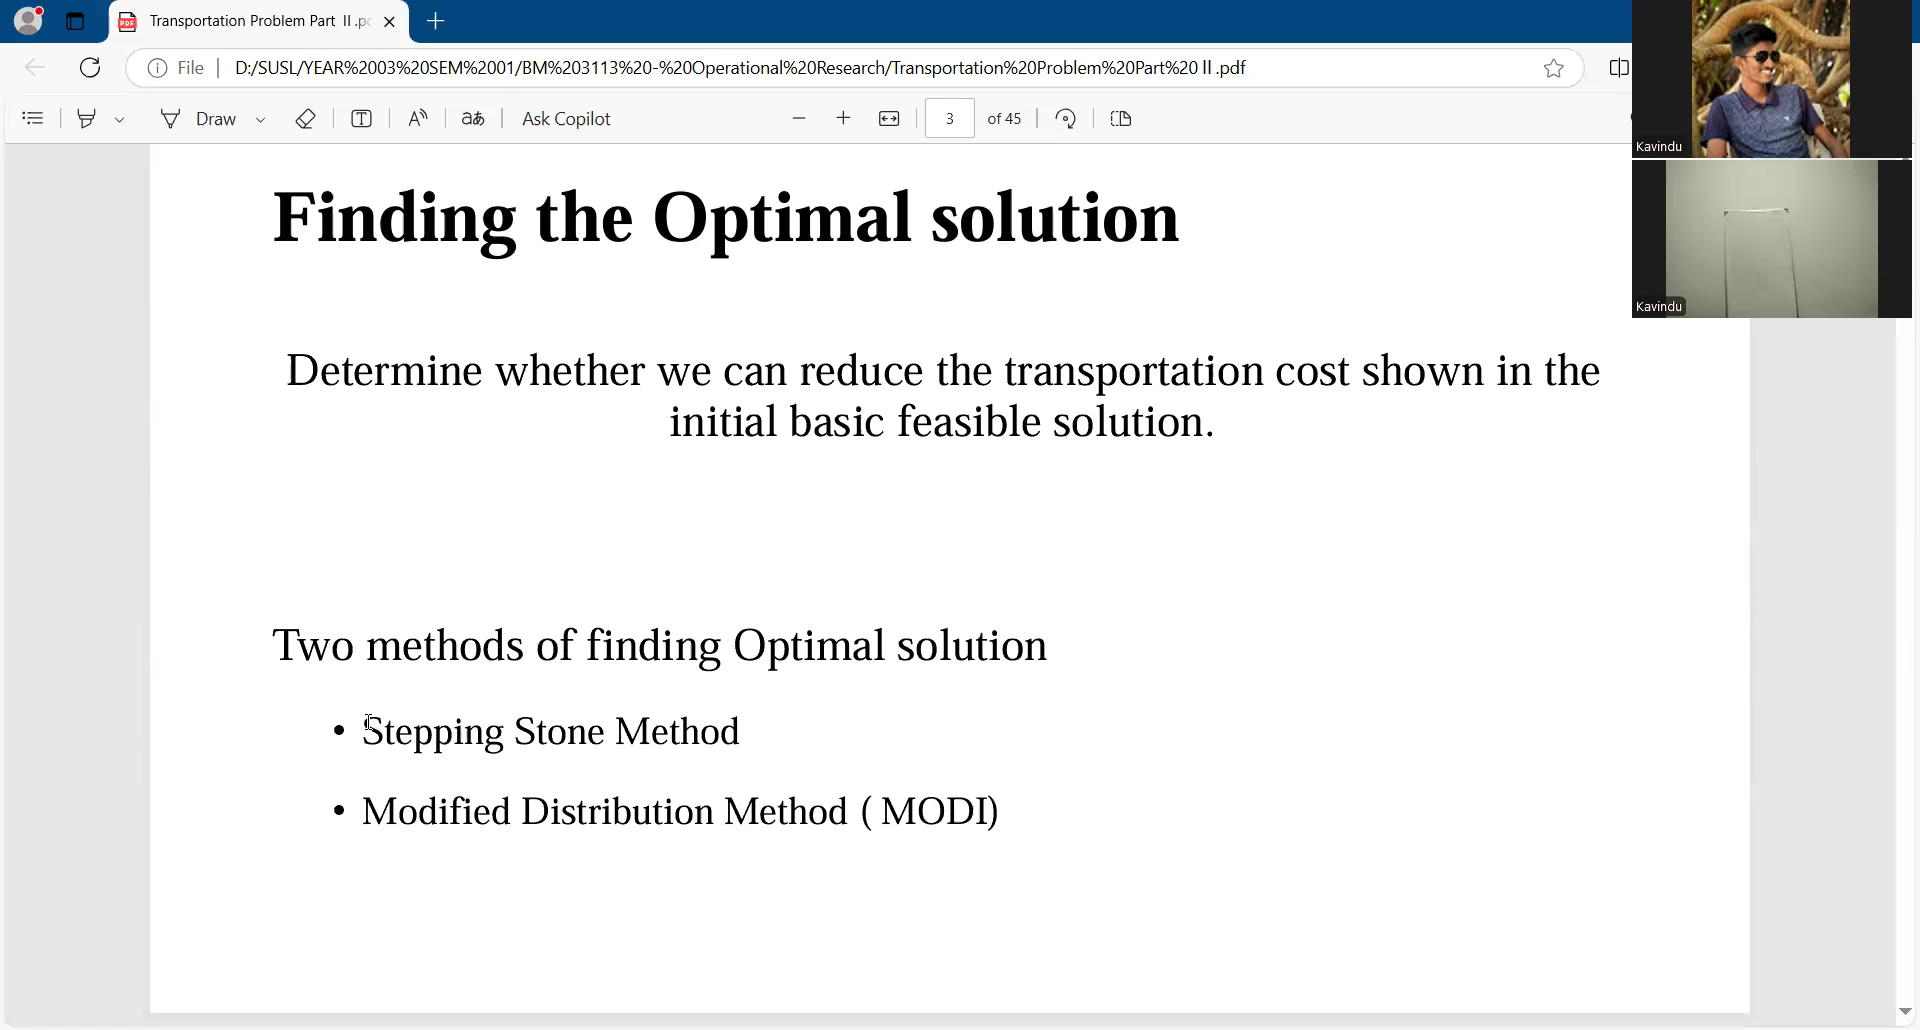 Transportation Problem Part II .pc
File
D:/SUSL/YEAR%2003%20SEM%2001/BM%203113%20-%20Operational%20Research/Transportation%20Problem%20Part%20 II .pdf
Draw
aあ
Ask Copilot
3
of 45
Kavindu
Kavindu
Finding the Optimal solution
Determine whether we can reduce the transportation cost shown in the
initial basic feasible solution.
Two methods of finding Optimal solution
• Stepping Stone Method
• Modified Distribution Method ( MODI)